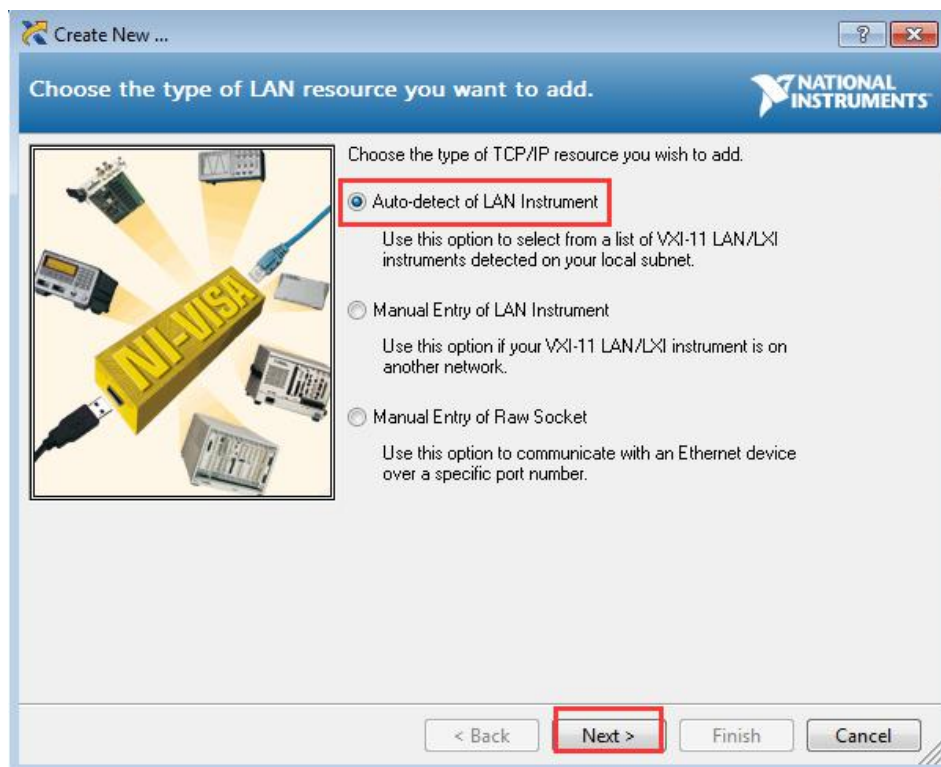 Create New ...
Choose the type of LAN resource you want to add.
NATIONAL
INSTRUMENTS
Choose the type of TCP/IP resource you wish to add.
Auto-detect of LAN Instrument
Use this option to select from a list of VXI-11 LAN/LXI
instruments detected on your local subnet.
Manual Entry of LAN Instrument
Use this option if your VXI-11 LAN/LXI instrument is on
another network.
Manual Entry of Raw Socket
Use this option to communicate with an Ethernet device
over a specific port number.
NI-VISA
< Back
Next >
Finish
Cancel